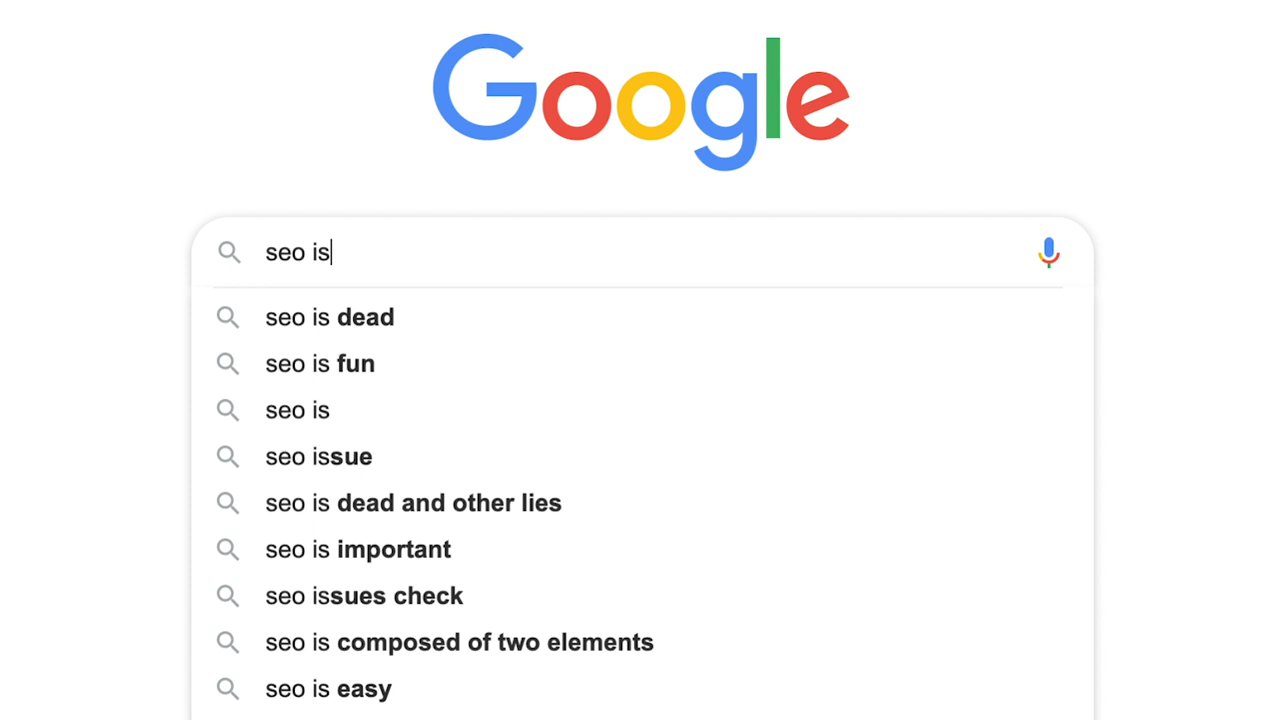 Google
seo is
seo is dead
seo is fun
seo is
seo issue
seo is dead and other lies
seo is important
seo issues check
seo is composed of two elements
seo is easy